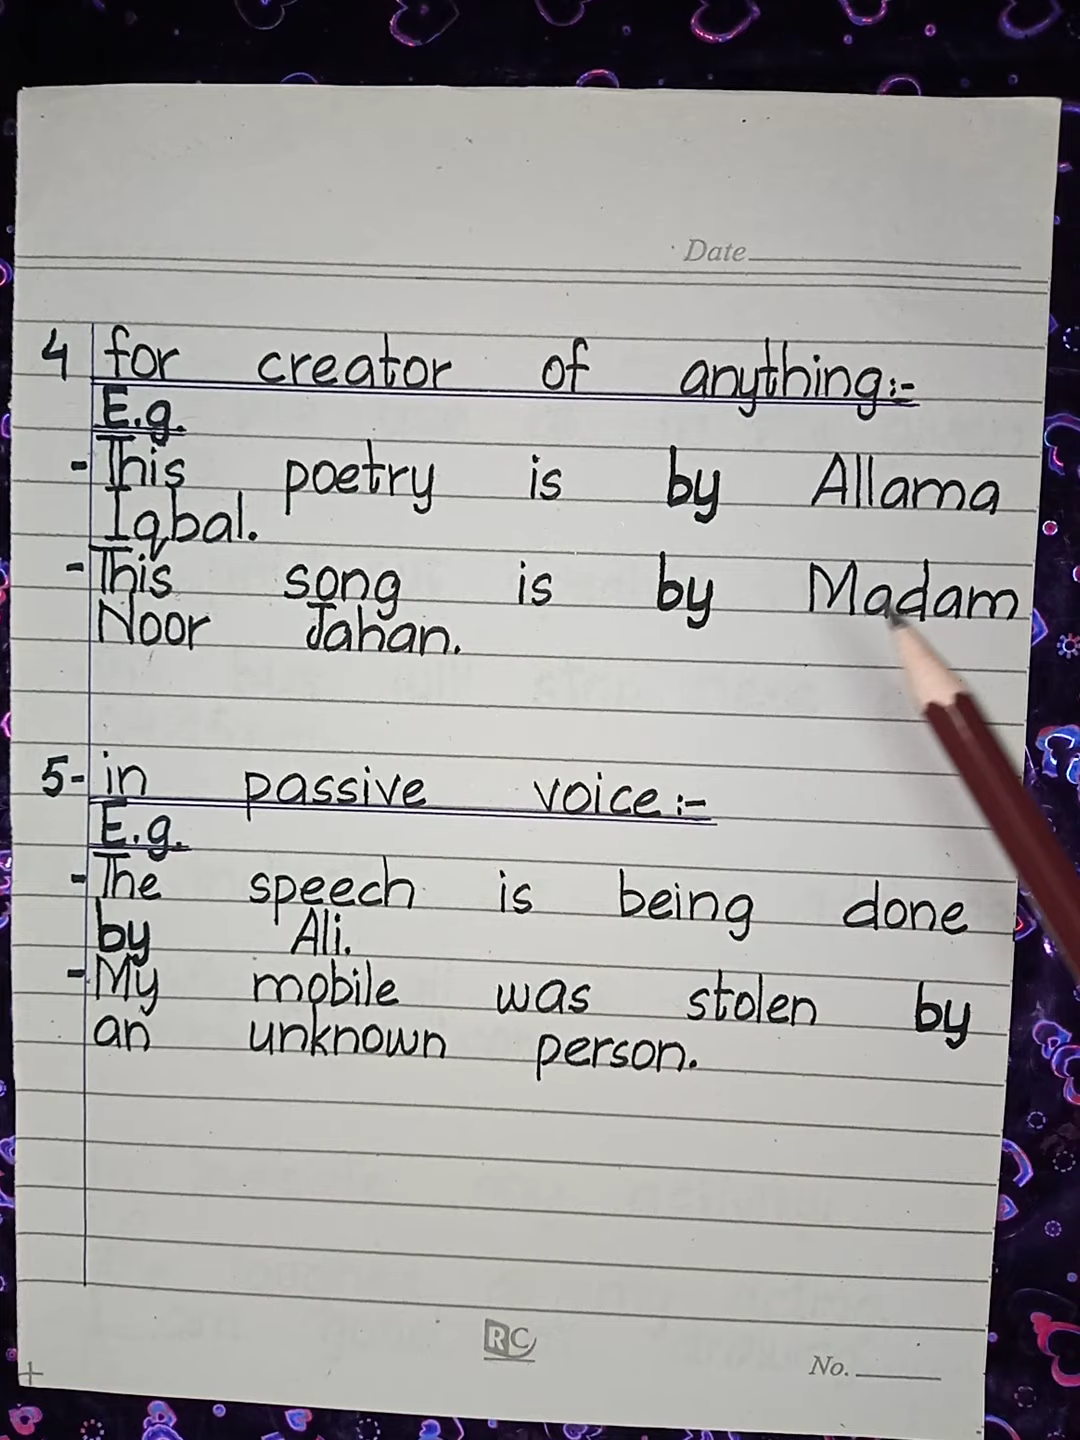 Date
4 for creator of anything:-
E.g.
- This poetry is by Allama
Iqbal.
- This song is by Madam
Noor Jahan.
5- in passive voice:-
E.g.
- The speech is being done
by Ali.
- My mobile was stolen by
an unknown person.
RC
No.